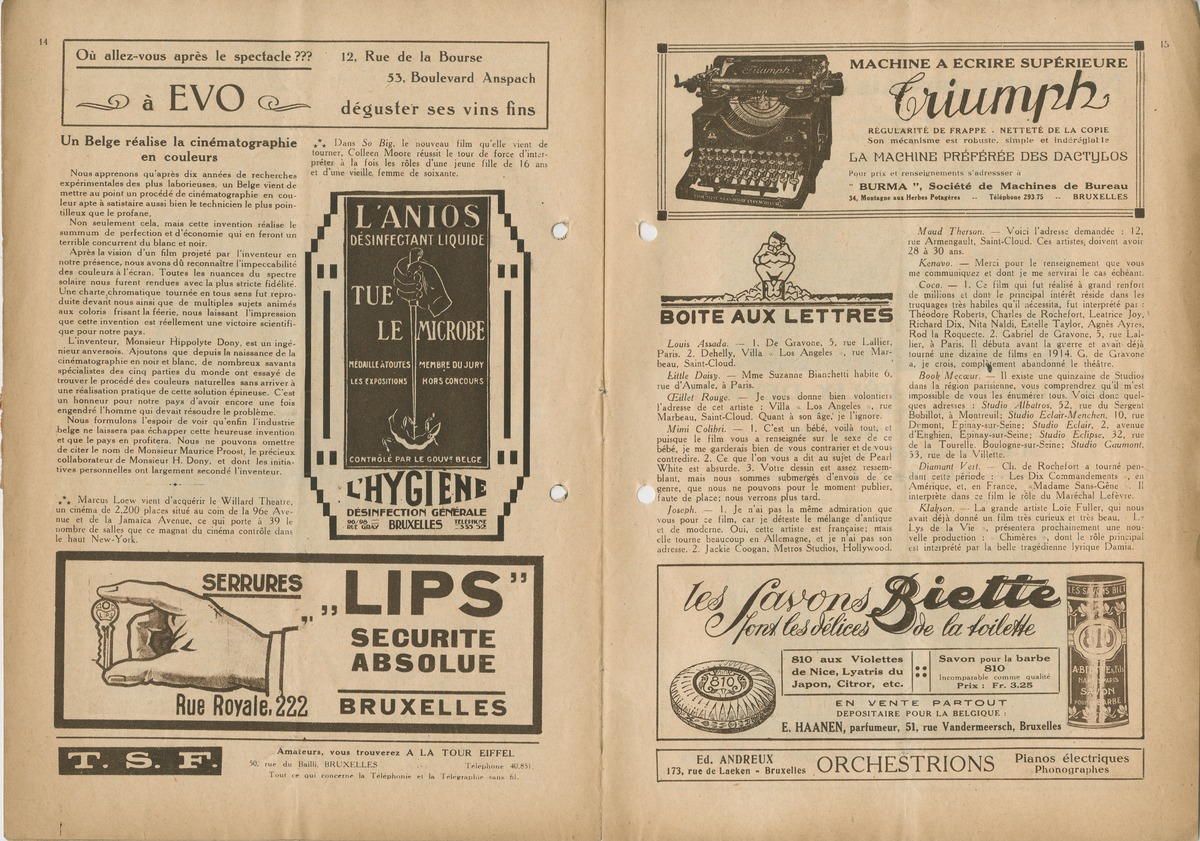 14
Où allez-vous après le spectacle ???
à EVO
12, Rue de la Bourse
53, Boulevard Anspach
déguster ses vins fins
Un Belge réalise la cinématographie
en couleurs
Nous apprenons qu'après dix années de recherches
expérimentales des plus laborieuses, un Belge vient de
mettre au point un procédé de cinématographie en cou-
leur apte à satistaire aussi bien le technicien le plus poin-
tilleux que le profane,
Non seulement cela, mais cette invention réalise le
summum de perfection et d'économie qui en feront un
terrible concurrent du blanc et noir.
Après la vision d'un film projeté par l'inventeur en
notre présence, nous avons dû reconnaître l'impeccabilité
des couleurs à l'écran. Toutes les nuances du spectre
solaire nous furent rendues avec la plus stricte fidélité.
Une charte chromatique tournée en tous sens fut repro-
duite devant nous ainsi que de multiples sujets animés
aux coloris frisant la féerie, nous laissant l'impression
que cette invention est réellement une victoire scientifi-
que pour notre pays.
L'inventeur, Monsieur Hippolyte Dony, est un ingé-
nieur anversois. Ajoutons que depuis la naissance de la
cinématographie en noir et blanc, de nombreux savants
spécialistes des cinq parties du monde ont essayé de
trouver le procédé des couleurs naturelles sans arriver à
une réalisation pratique de cette solution épineuse. C'est
un honneur pour notre pays d'avoir encore une fois
engendré l'homme qui devait résoudre le problème.
Nous formulons l'espoir de voir qu'enfin l'industrie
belge ne laissera pas échapper cette heureuse invention
et que le pays en profitera. Nous ne pouvons omettre
de citer le nom de Monsieur Maurice Proost, le précieux
collaborateur de Monsieur H. Dony, et dont les initia-
tives personnelles ont largement secondé l'inventeur.
⁂ Marcus Loew vient d'acquérir le Willard Theatre,
un cinéma de 2,200 places situé au coin de la 96e Ave-
nue et de la Jamaica Avenue, ce qui porte à 39 le
nombre de salles que ce magnat du cinéma contrôle dans
le haut New-York.
⁂ Dans So Big, le nouveau film qu'elle vient de
tourner, Colleen Moore réussit le tour de force d'inter-
prétes à la fois les rôles d'une jeune fille de 16 ans
et d'une vieille femme de soixante.
L'ANIOS
DÉSINFECTANT LIQUIDE
TUE
LE MICROBE
MÉDAILLÉ À TOUTES
LES EXPOSITIONS
MEMBRE DU JURY
HORS CONCOURS
CONTRÔLÉ PAR LE GOUVT BELGE
L'HYGIÈNE
DÉSINFECTION GÉNÉRALE
96/98
RUE GRAY
BRUXELLES
TÉLÉPHONE
335 52
SERRURES
„LIPS”
SECURITE
ABSOLUE
Rue Royale, 222
BRUXELLES
T. S. F.
Amateurs, vous trouverez A LA TOUR EIFFEL
50, rue du Bailli, BRUXELLES Téléphone 40,851,
Tout ce qui concerne la Téléphonie et la Télégraphie sans fil.
15
Triumph
MACHINE A ECRIRE SUPÉRIEURE
Triumph
RÉGULARITÉ DE FRAPPE - NETTETÉ DE LA COPIE
Son mécanisme est robuste, simple et indéréglable
LA MACHINE PRÉFÉRÉE DES DACTYLOS
Pour prix et renseignements s'adressser à
" BURMA ", Société de Machines de Bureau
34, Montagne aux Herbes Potagères -- Téléphone 293.75 -- BRUXELLES
BOITE AUX LETTRES
Louis Assada. — 1. De Gravone, 5, rue Lallier,
Paris. 2. Dehelly, Villa « Los Angeles », rue Mar-
beau, Saint-Cloud.
Little Daisy. — Mme Suzanne Bianchetti habite 6,
rue d'Aumale, à Paris.
Œillet Rouge. — Je vous donne bien volontiers
l'adresse de cet artiste : Villa « Los Angeles », rue
Marbeau, Saint-Cloud. Quant à son âge, je l'ignore.
Mimi Colibri. — 1. C'est un bébé, voilà tout, et
puisque le film vous a renseignée sur le sexe de ce
bébé, je me garderais bien de vous contrarier et de vous
contredire. 2. Ce que l'on vous a dit au sujet de Pearl
White est absurde. 3. Votre dessin est assez ressem-
blant, mais nous sommes submergés d'envois de ce
genre, que nous ne pouvons pour le moment publier,
faute de place; nous verrons plus tard.
Joseph. — 1. Je n'ai pas la même admiration que
vous pour ce film, car je déteste le mélange d'antique
et de moderne. Oui, cette artiste est française; mais
elle tourne beaucoup en Allemagne, et je n'ai pas son
adresse. 2. Jackie Coogan, Metros Studios, Hollywood.
Maud Therson. — Voici l'adresse demandée : 12,
rue Armengault, Saint-Cloud. Ces artistes, doivent avoir
28 à 30 ans.
Kenavo. — Merci pour le renseignement que vous
me communiquez et dont je me servirai le cas échéant.
Coco. — 1. Ce film qui fut réalisé à grand renfort
de millions et dont le principal intérêt réside dans les
truquages très habiles qu'il nécessita, fut interprété par :
Théodore Roberts, Charles de Rochefort, Leatrice Joy,
Richard Dix, Nita Naldi, Estelle Taylor, Agnès Ayres,
Rod la Roquette. 2. Gabriel de Gravone, 5, rue Lal-
lier, à Paris. Il débuta avant la guerre et avait déjà
tourné une dizaine de films en 1914. G. de Gravone
a, je crois, complètement abandonné le théâtre.
Book Mecœur. — Il existe une quinzaine de Studios
dans la région parisienne, vous comprendrez qu'il m'est
impossible de vous les énumérer tous. Voici donc quel-
ques adresses : Studio Albatros, 52, rue du Sergent
Bobillot, à Montreuil; Studio Eclair-Menchen, 10, rue
Dumont, Epinay-sur-Seine; Studio Eclair, 2, avenue
d'Enghien, Epinay-sur-Seine; Studio Eclipse, 32, rue
de la Tourelle, Boulogne-sur-Seine; Studio Gaumont,
53, rue de la Villette.
Diamant Vert. — Ch. de Rochefort a tourné pen-
dant cette période : « Les Dix Commandements », en
Amérique, et, en France, «Madame Sans-Gêne ». Il
interprète dans ce film le rôle du Maréchal Lefèvre.
Klakson. — La grande artiste Loïe Fuller, qui nous
avait déjà donné un film très curieux et très beau, « Le
Lys de la Vie », présentera prochainement une nou-
velle production : « Chimères », dont le rôle principal
est interprété par la belle tragédienne lyrique Damia.
les Savons Biette
font les délices de la toilette
810
810 aux Violettes
de Nice, Lyatris du
Japon, Citror, etc.
Savon pour la barbe
810
Incomparable comme qualité
Prix : Fr. 3.25
EN VENTE PARTOUT
DEPOSITAIRE POUR LA BELGIQUE :
E. HAANEN, parfumeur, 51, rue Vandermeersch, Bruxelles
810
SAVON
Ed. ANDREUX
173, rue de Laeken - Bruxelles
ORCHESTRIONS
Pianos électriques
Phonographes